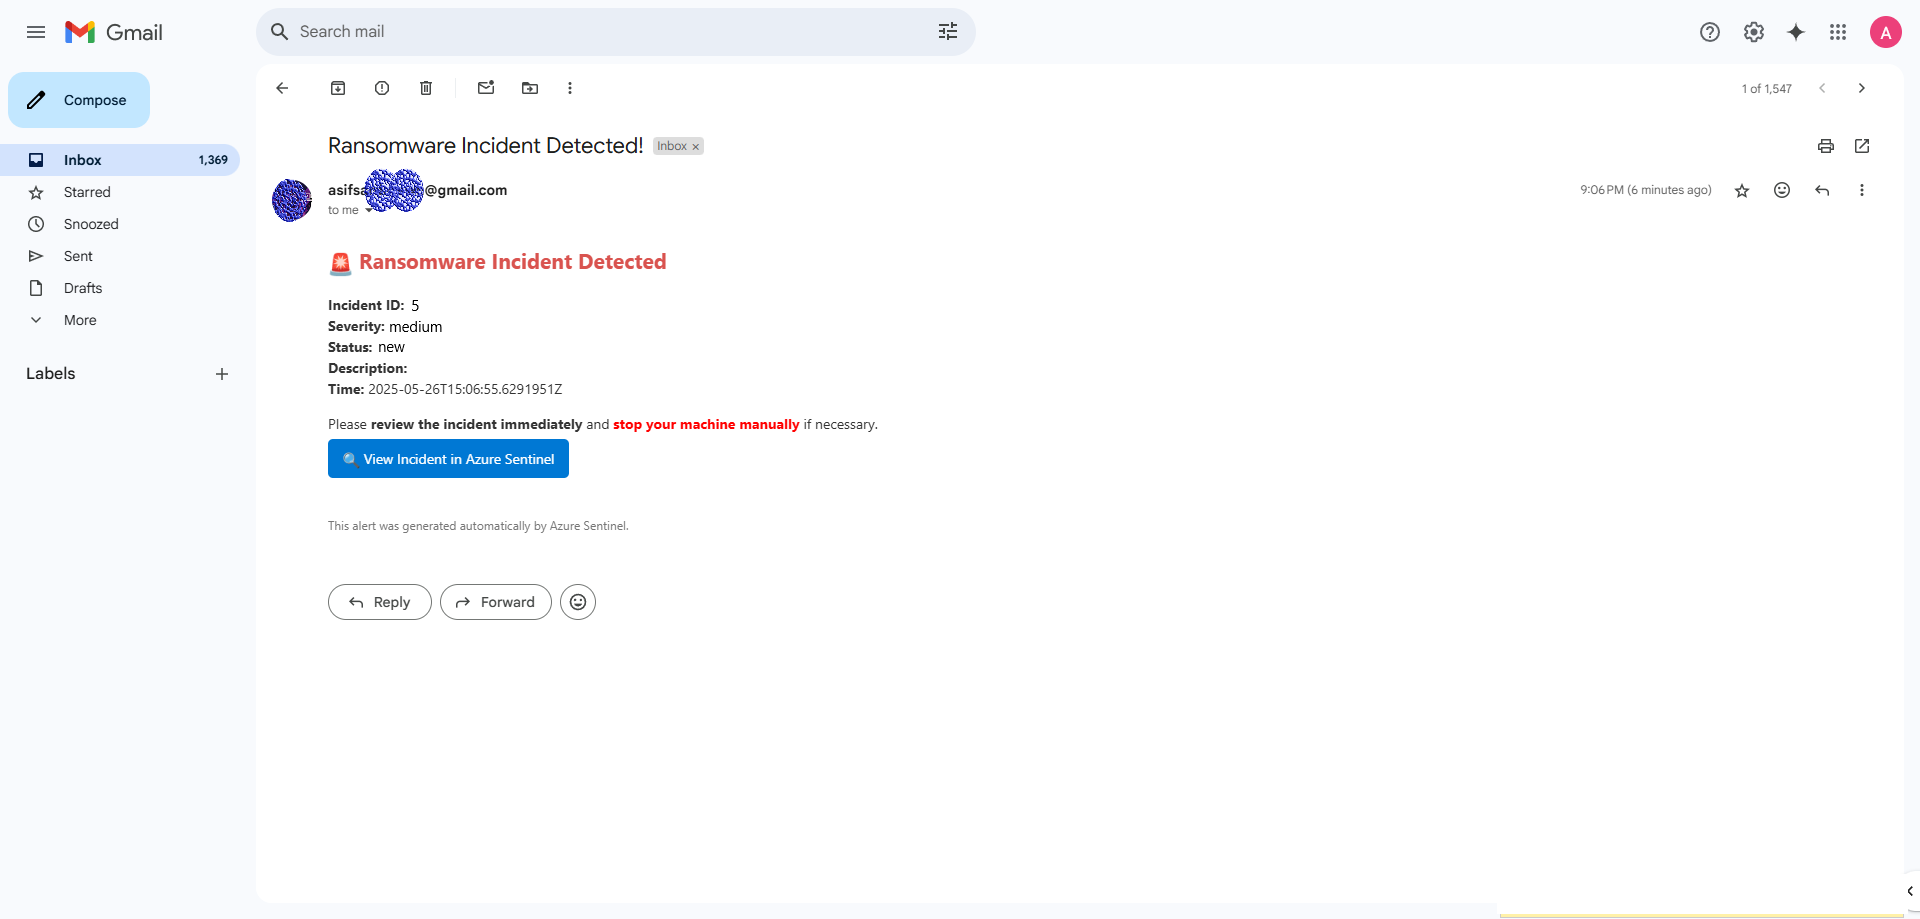 Gmail
Search mail
A
Compose
1 of 1,547
Inbox 1,369
Starred
Snoozed
Sent
Drafts
More
Labels
Ransomware Incident Detected! Inbox ×
@gmail.com 9:06 PM (6 minutes ago)
to me
Ransomware Incident Detected
Incident ID: 5
Severity: medium
Status: new
Description:
Time: 2025-05-26T15:06:55.6291951Z
Please review the incident immediately and stop your machine manually if necessary.
View Incident in Azure Sentinel
This alert was generated automatically by Azure Sentinel.
Reply Forward